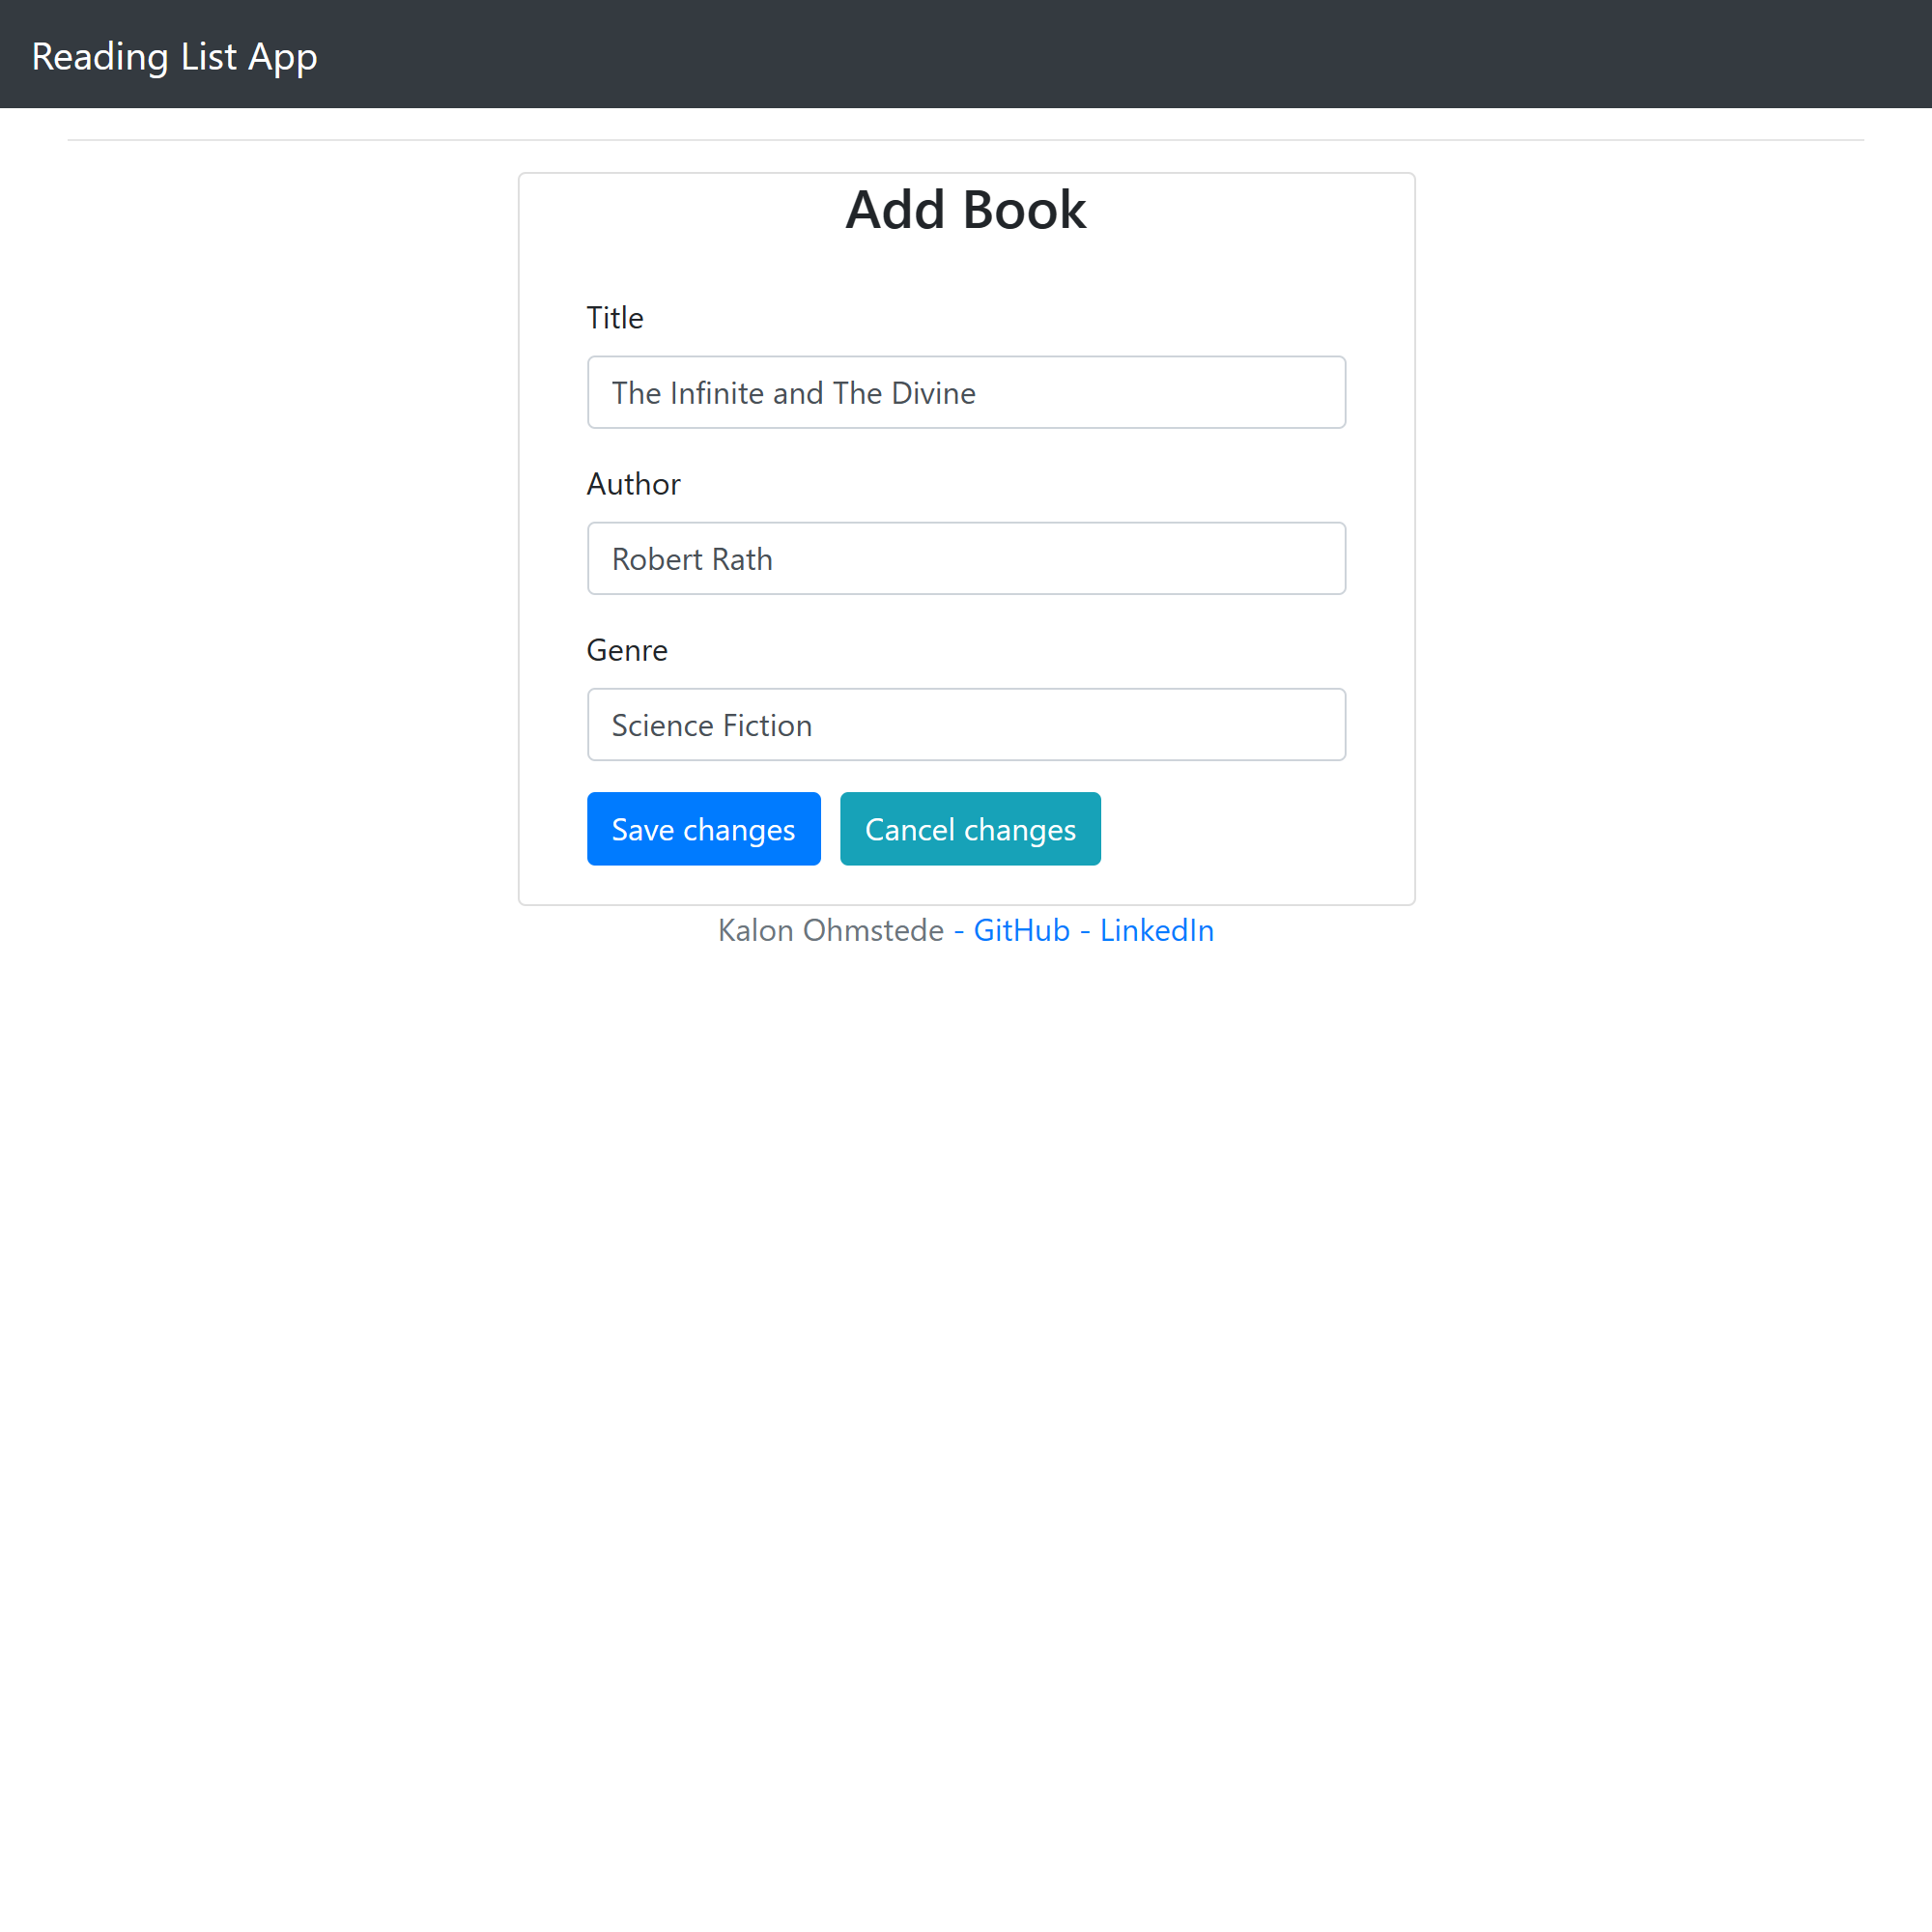 Reading List App
Add Book
Title
The Infinite and The Divine
Author
Robert Rath
Genre
Science Fiction
Save changes Cancel changes
Kalon Ohmstede - GitHub - LinkedIn